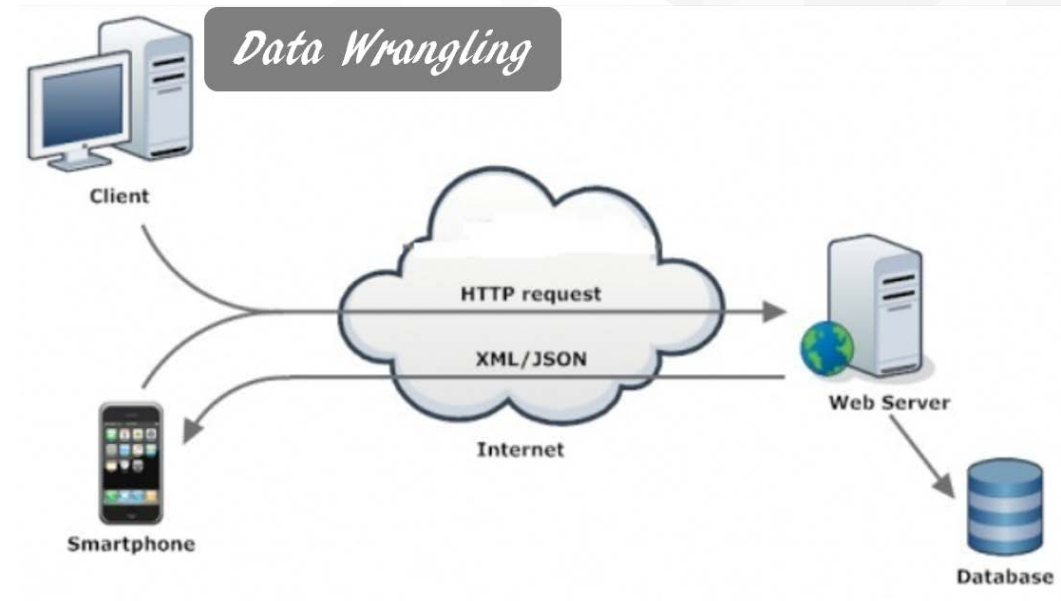 Data Wrangling
Client
HTTP request
XML/JSON
Web Server
Internet
Smartphone
Database